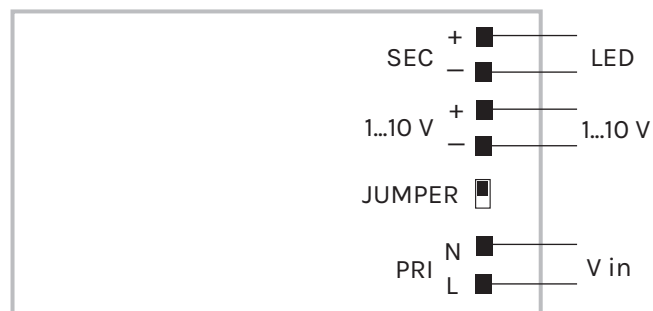 +
SEC LED
−
+
1...10 V 1...10 V
−
JUMPER
N
PRI V in
L